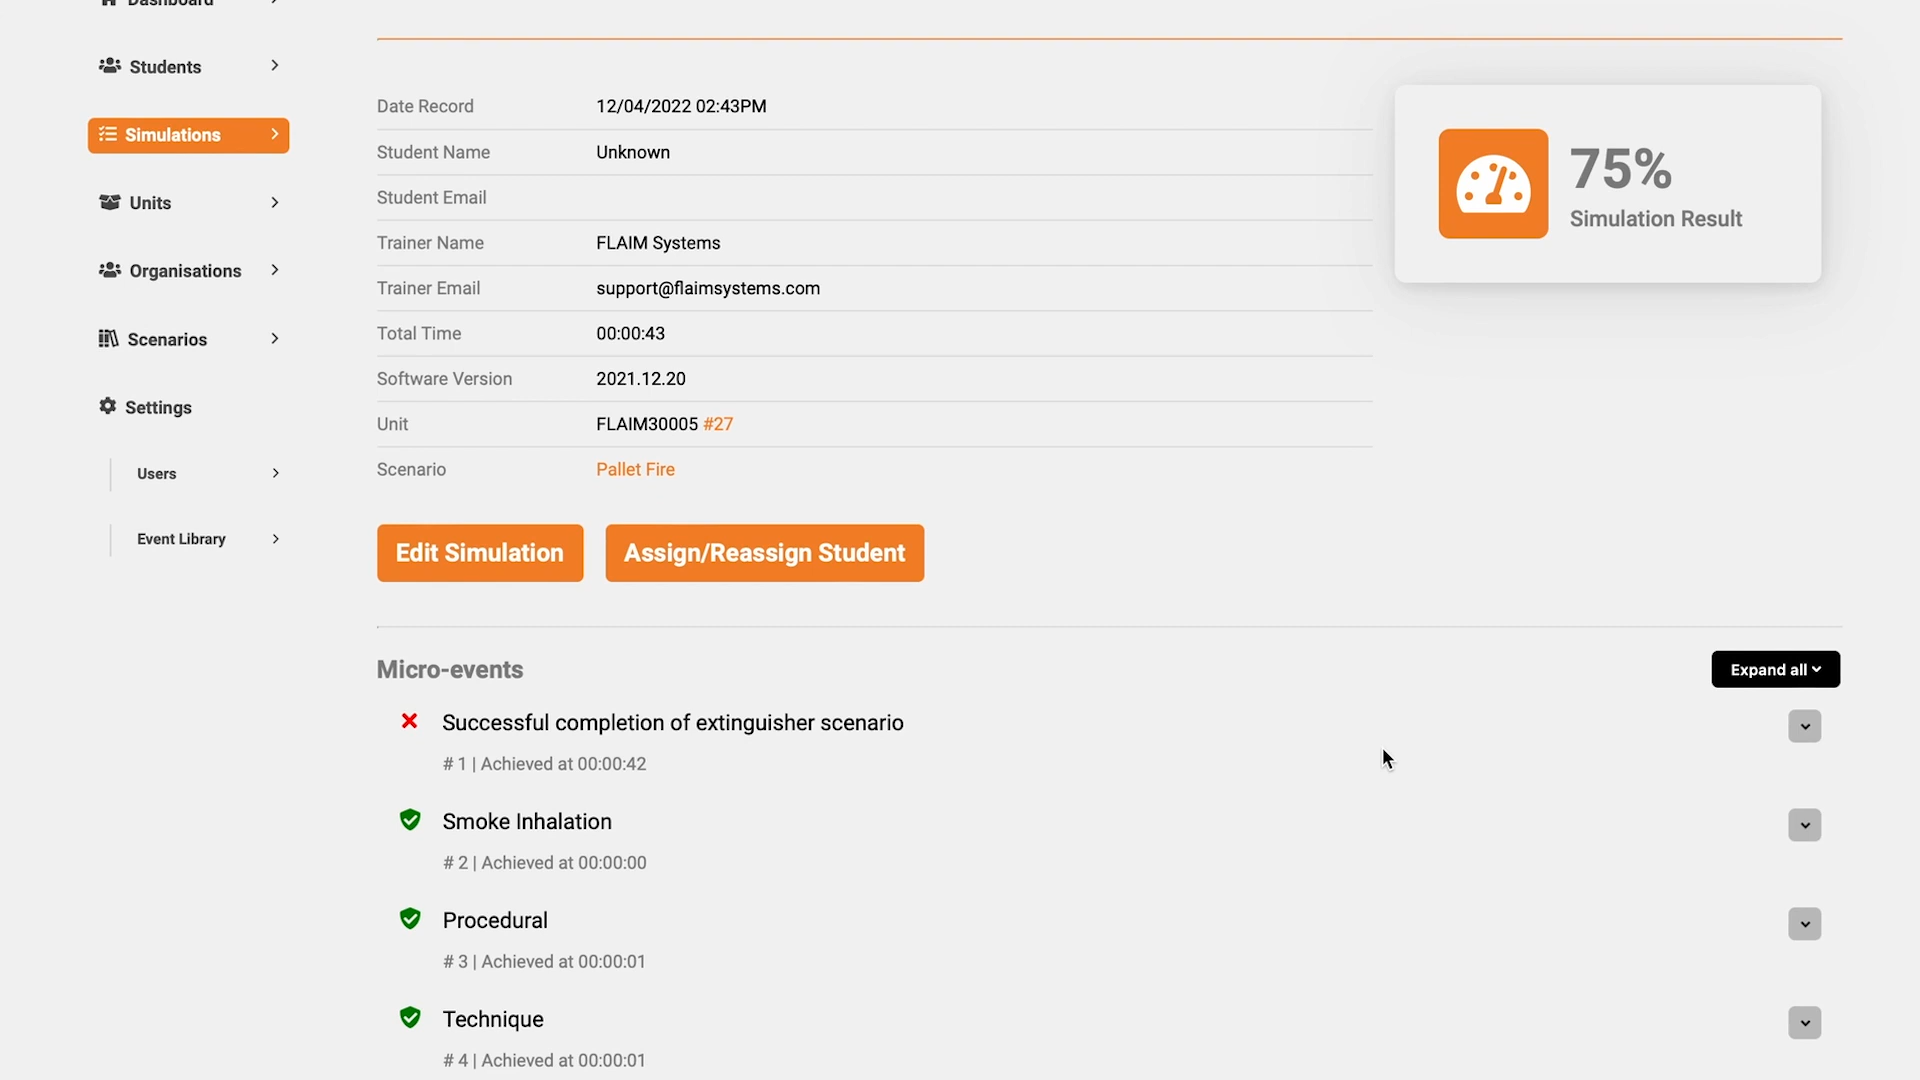 Dashboard
Students
Simulations
Units
Organisations
Scenarios
Settings
Users
Event Library
Date Record 12/04/2022 02:43PM
Student Name Unknown
Student Email
Trainer Name FLAIM Systems
Trainer Email support@flaimsystems.com
Total Time 00:00:43
Software Version 2021.12.20
Unit FLAIM30005 #27
Scenario Pallet Fire
75%
Simulation Result
Edit Simulation
Assign/Reassign Student
Micro-events
Expand all
Successful completion of extinguisher scenario
# 1 | Achieved at 00:00:42
Smoke Inhalation
# 2 | Achieved at 00:00:00
Procedural
# 3 | Achieved at 00:00:01
Technique
# 4 | Achieved at 00:00:01